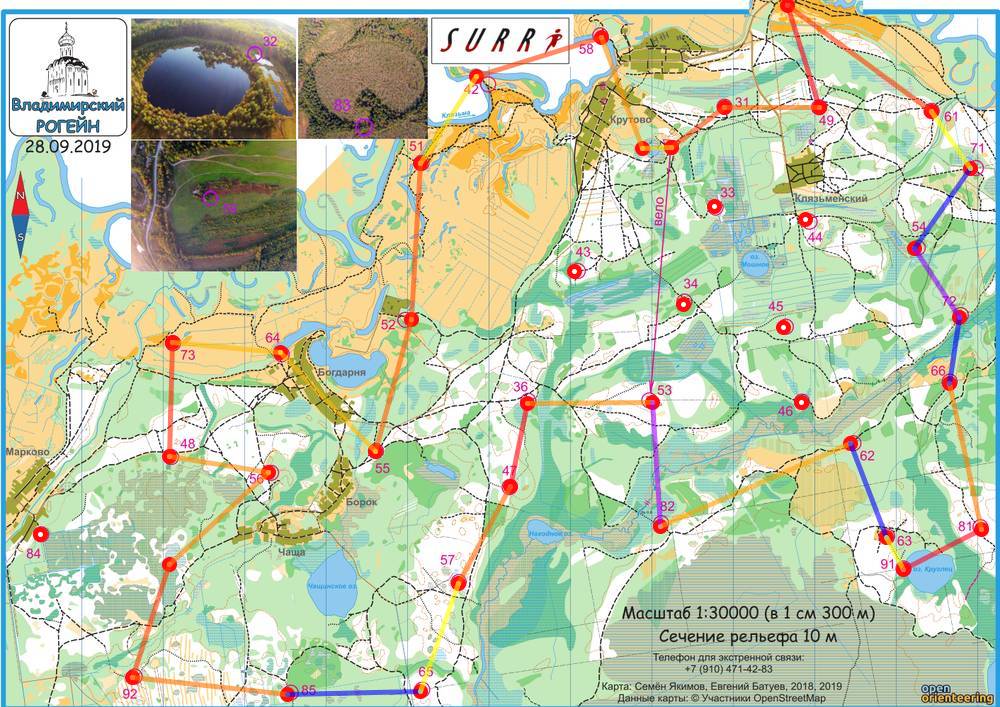 Владимирский
РОГЕЙН
28.09.2019
N
S
32
83
SURR
58
42
Клязьма
51
Крутово
31
49
61
71
33
Клязьменский
44
54
вело
43
оз.
Мошнов
34
45
72
52
73
64
Богдарня
66
36
53
46
Марково
48
55
62
56
47
Борок
82
84
Чаща
Находное оз.
63
81
57
91
оз. Круглец
Чащинское оз.
65
92
85
Масштаб 1:30000 (в 1 см 300 м)
Сечение рельефа 10 м
Телефон для экстренной связи:
+7 (910) 471-42-83
Карта: Семён Якимов, Евгений Батуев, 2018, 2019
Данные карты: © Участники OpenStreetMap
open
orienteering